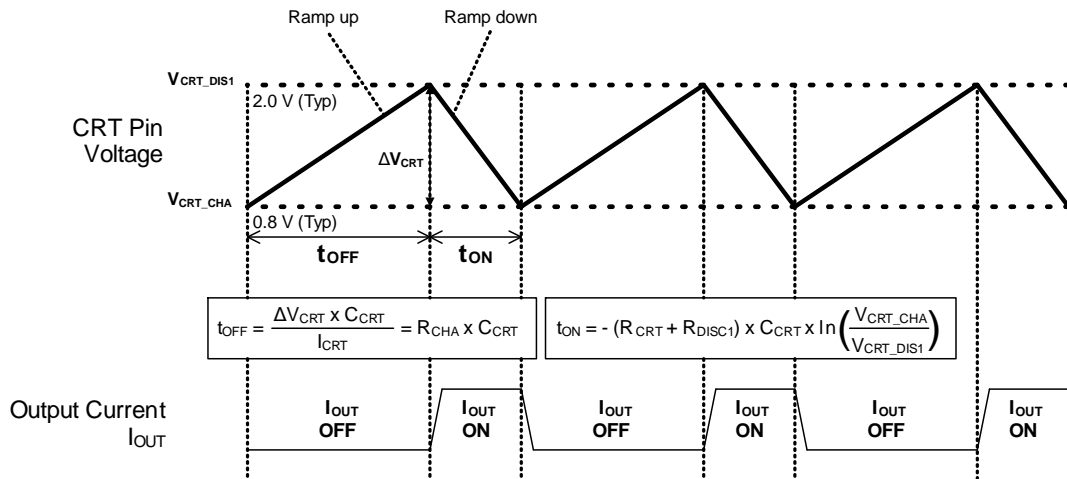 Ramp up
Ramp down
VCRT_DIS1
2.0 V (Typ)
CRT Pin
Voltage
ΔVCRT
VCRT_CHA
0.8 V (Typ)
tOFF
tON
tOFF = ΔVCRT x CCRT / ICRT = RCHA x CCRT
tON = - (RCRT + RDISC1) x CCRT x ln(VCRT_CHA / VCRT_DIS1)
Output Current
IOUT
IOUT
OFF
IOUT
ON
IOUT
OFF
IOUT
ON
IOUT
OFF
IOUT
ON